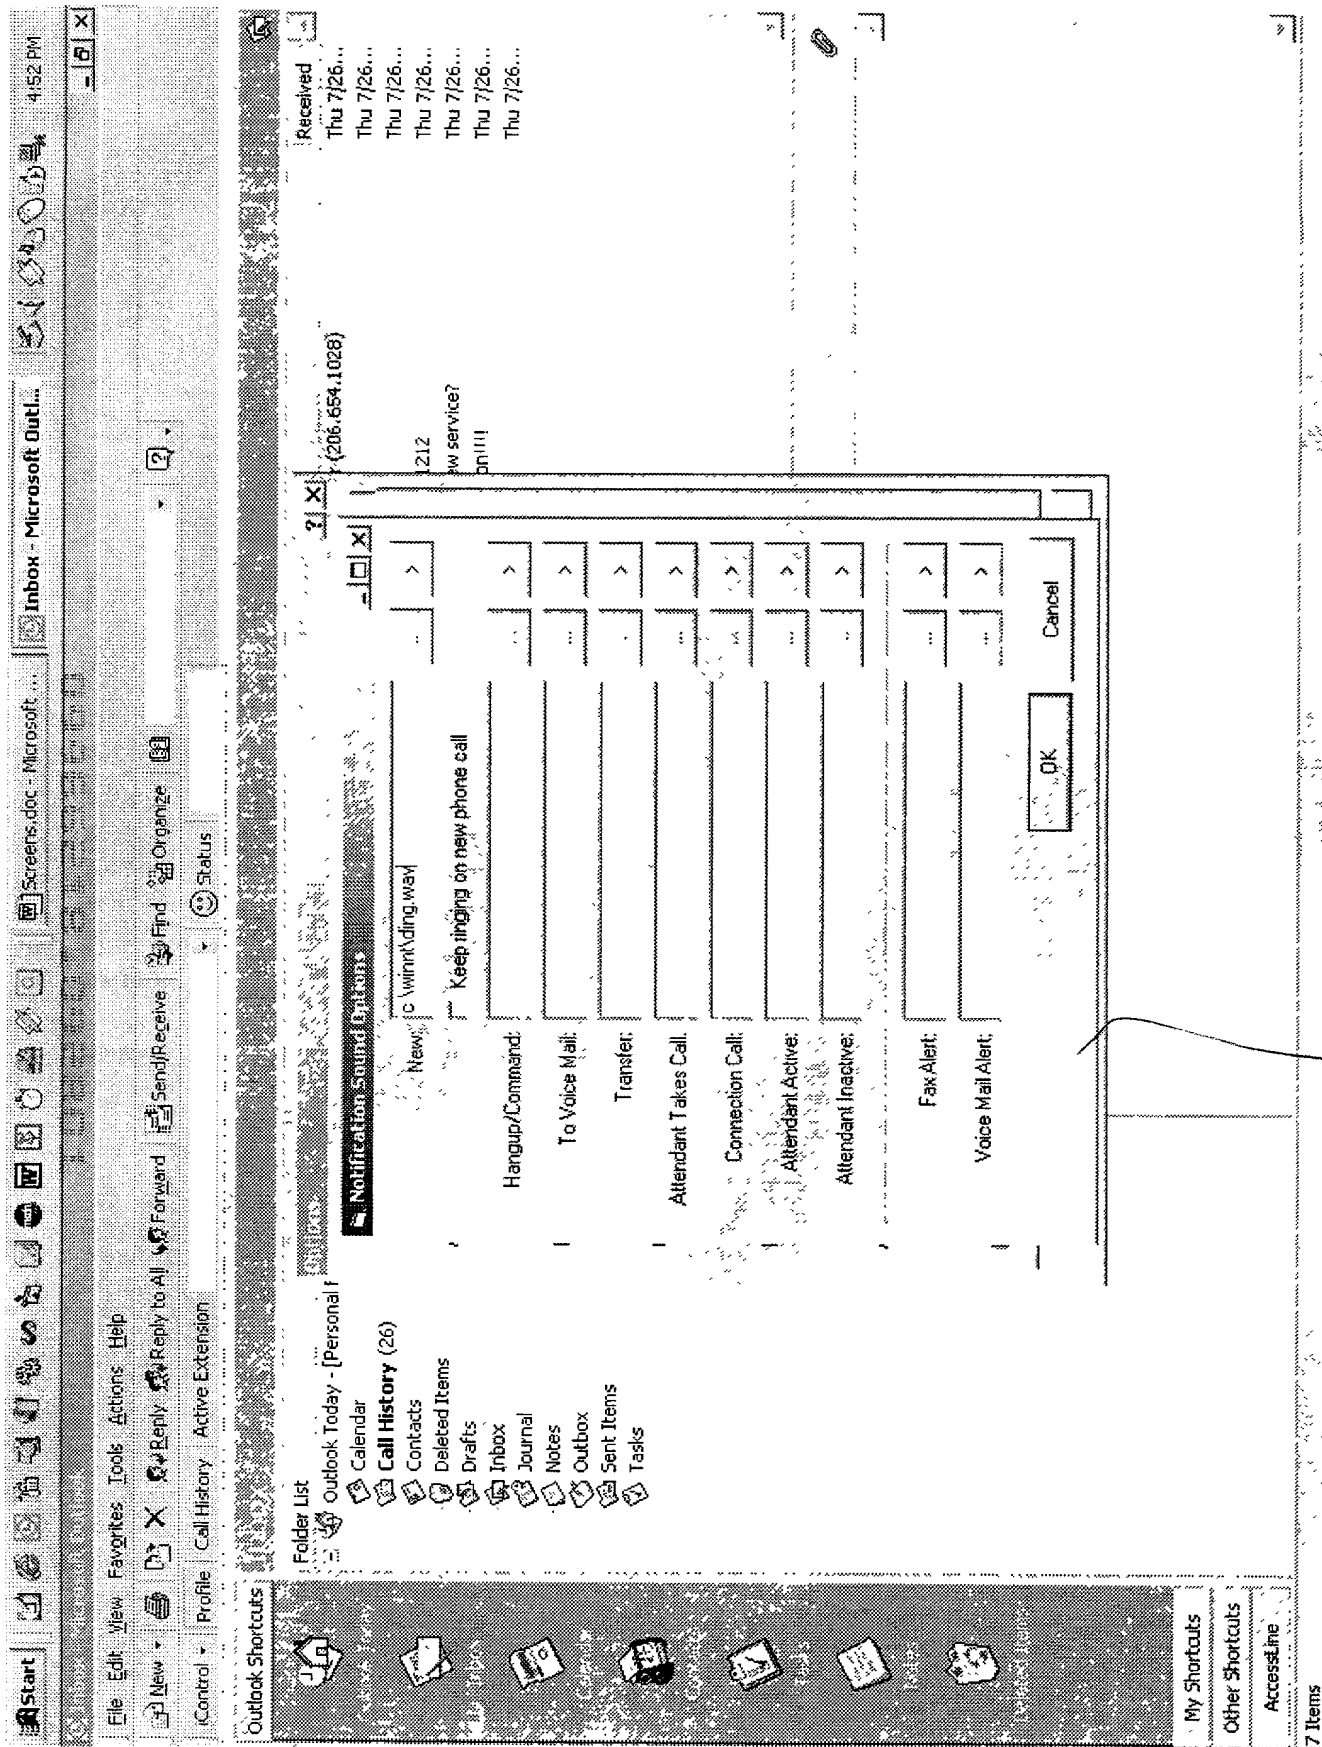 Start
Screens.doc - Microsoft ...
Inbox - Microsoft Outl...
4:52 PM
File Edit View Favorites Tools Actions Help
New Reply Reply to All Forward Send/Receive Find Organize
iControl Profile Call History Active Extension Status
Outlook Shortcuts
My Shortcuts
Other Shortcuts
AccessLine
Folder List
Outlook Today - [Personal f
Calendar
Call History (26)
Contacts
Deleted Items
Drafts
Inbox
Journal
Notes
Outbox
Sent Items
Tasks
Received
Thu 7/26...
(206.654.1028) Thu 7/26...
Thu 7/26...
Thu 7/26...
1212 Thu 7/26...
ew service? Thu 7/26...
on!!!! Thu 7/26...
Notification Sound Options
New: c \winnt\ding.wav .. >
Keep ringing on new phone call
Hangup/Command: .. >
To Voice Mail: ... >
Transfer: . >
Attendant Takes Call. ... >
Connection Call: ... >
Attendant Active: ... >
Attendant Inactive: .. >
Fax Alert: ... >
Voice Mail Alert: ... >
OK Cancel
7 Items